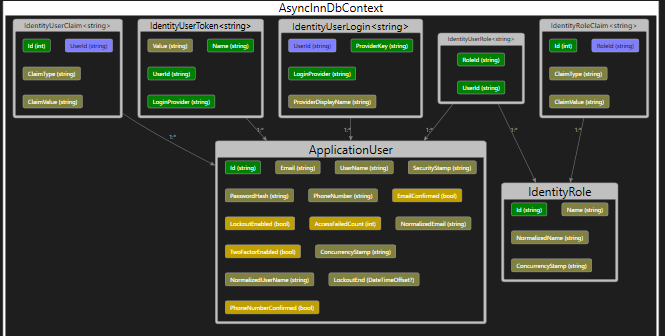 AsyncInnDbContext
IdentityUserClaim<string>
Id (int) UserId (string)
ClaimType (string)
ClaimValue (string)
IdentityUserToken<string>
Value (string) Name (string)
UserId (string)
LoginProvider (string)
IdentityUserLogin<string>
UserId (string) ProviderKey (string)
LoginProvider (string)
ProviderDisplayName (string)
IdentityUserRole<string>
RoleId (string)
UserId (string)
IdentityRoleClaim<string>
Id (int) RoleId (string)
ClaimType (string)
ClaimValue (string)
1:*
1:*
1:*
1:*
1:*
1:*
ApplicationUser
Id (string) Email (string) UserName (string) SecurityStamp (string)
PasswordHash (string) PhoneNumber (string) EmailConfirmed (bool)
LockoutEnabled (bool) AccessFailedCount (int) NormalizedEmail (string)
TwoFactorEnabled (bool) ConcurrencyStamp (string)
NormalizedUserName (string) LockoutEnd (DateTimeOffset?)
PhoneNumberConfirmed (bool)
IdentityRole
Id (string) Name (string)
NormalizedName (string)
ConcurrencyStamp (string)